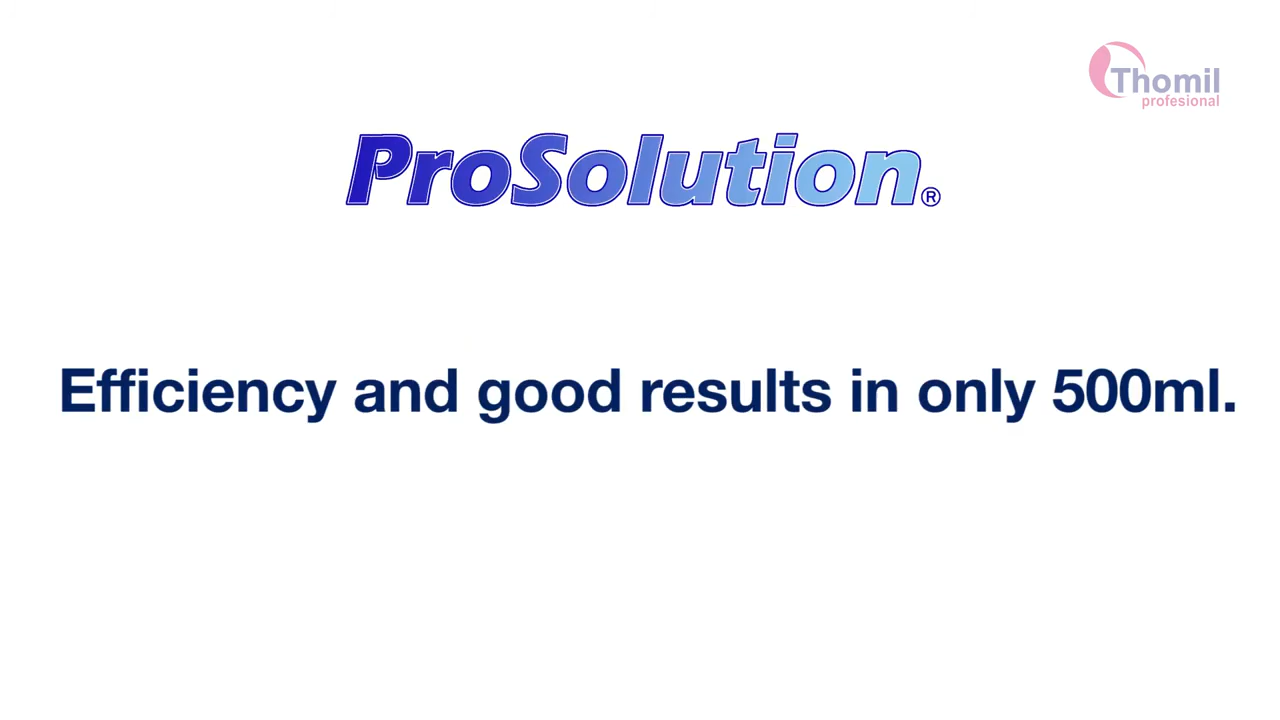 Thomil
profesional
ProSolution®
Efficiency and good results in only 500ml.